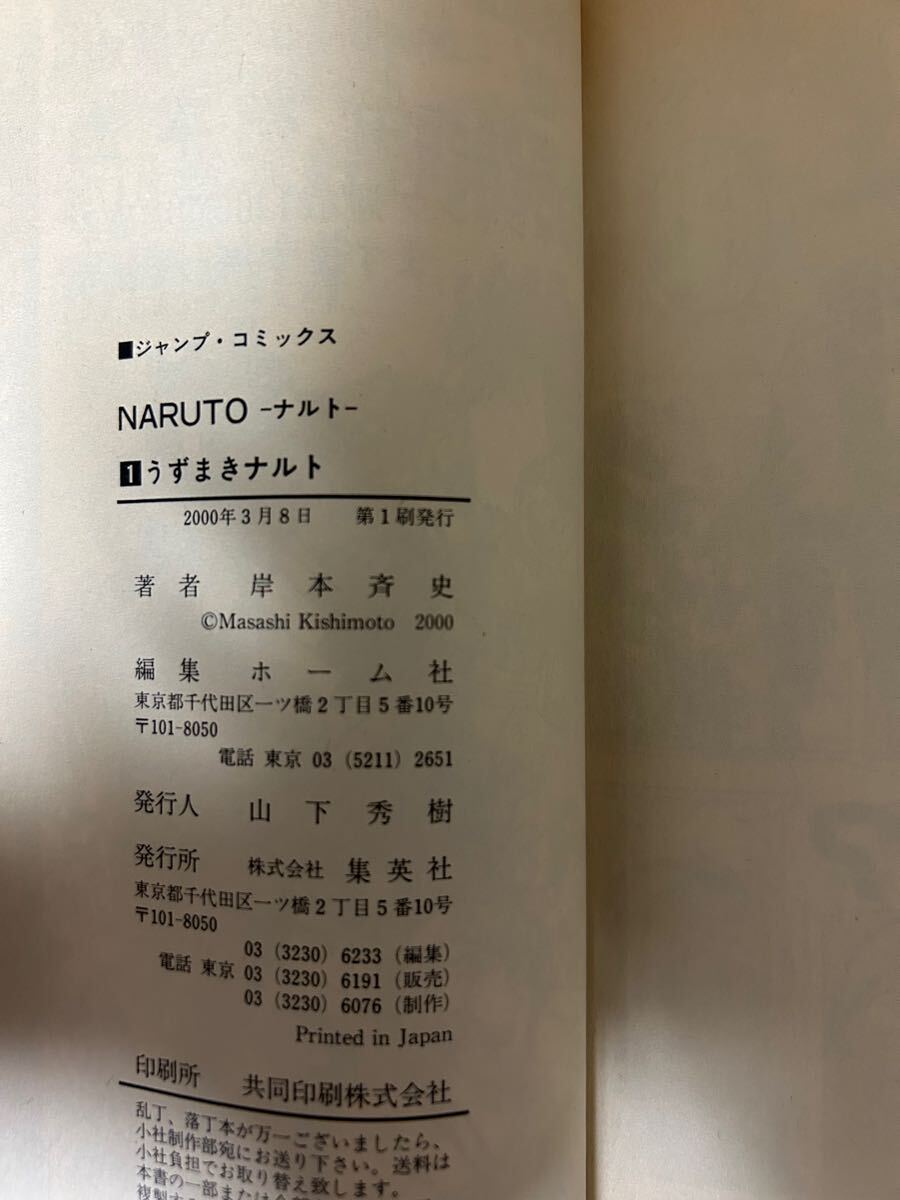 ■ジャンプ・コミックス
NARUTO -ナルト-
1うずまきナルト
2000年3月8日　第1刷発行
著者　岸本斉史
©Masashi Kishimoto 2000
編集　ホーム社
東京都千代田区一ツ橋2丁目5番10号
〒101-8050
電話 東京 03 (5211) 2651
発行人　山下秀樹
発行所　株式会社 集英社
東京都千代田区一ツ橋2丁目5番10号
〒101-8050
03 (3230) 6233 (編集)
電話 東京 03 (3230) 6191 (販売)
03 (3230) 6076 (制作)
Printed in Japan
印刷所　共同印刷株式会社
乱丁、落丁本が万一ございましたら、
小社制作部宛にお送り下さい。送料は
小社負担でお取り替え致します。
本書の一部または全部